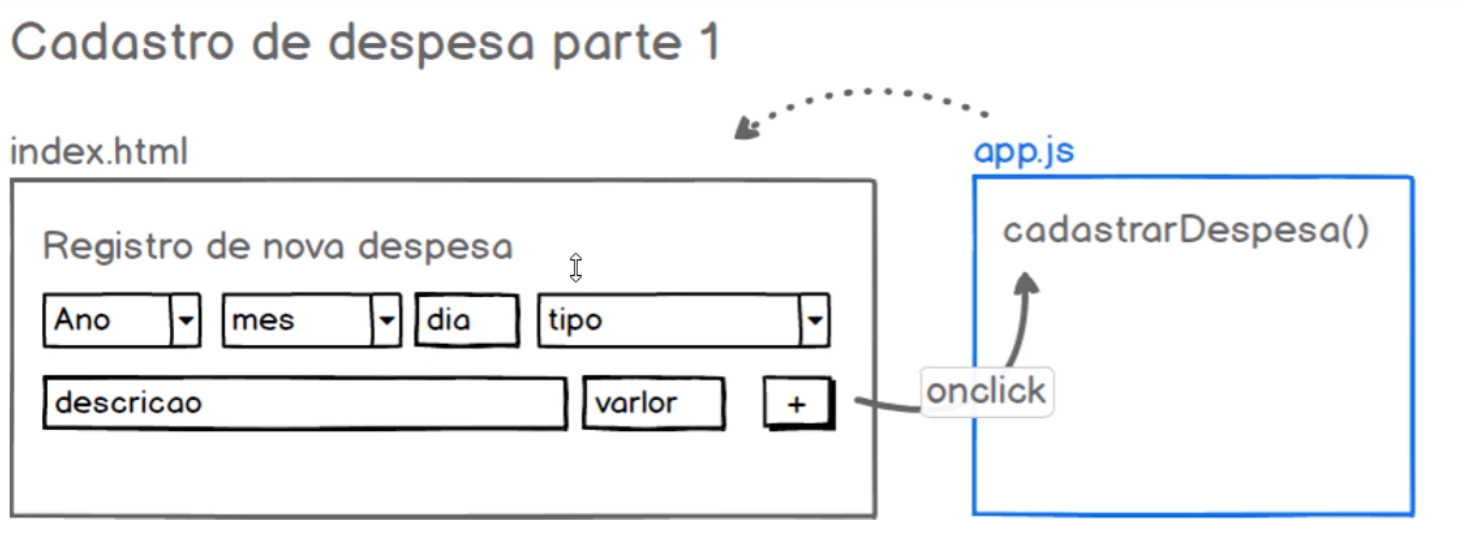 Cadastro de despesa parte 1
index.html
app.js
Registro de nova despesa
cadastrarDespesa()
Ano mes dia tipo
descricao varlor +
onclick